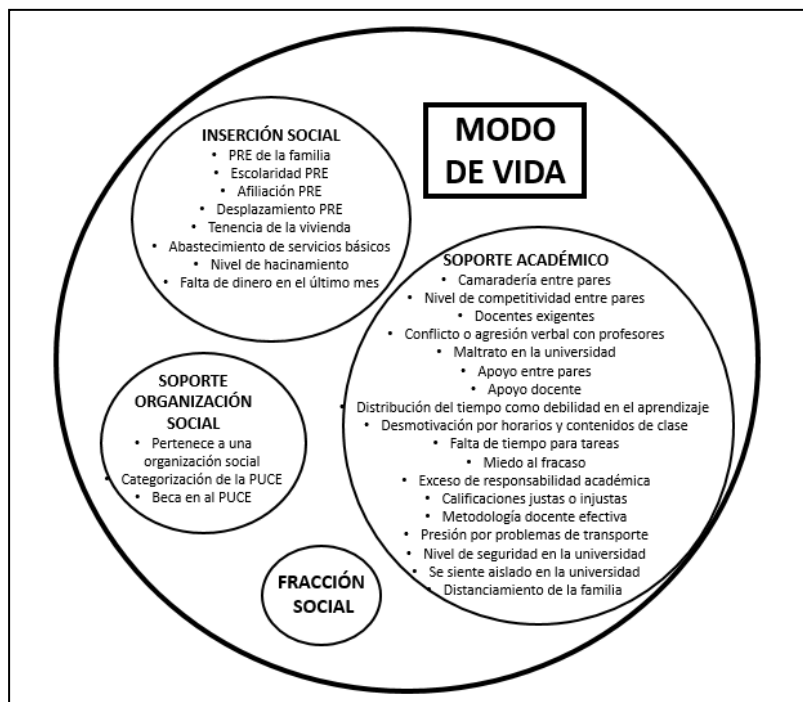 MODO
DE VIDA
INSERCIÓN SOCIAL
• PRE de la familia
• Escolaridad PRE
• Afiliación PRE
• Desplazamiento PRE
• Tenencia de la vivienda
• Abastecimiento de servicios básicos
• Nivel de hacinamiento
• Falta de dinero en el último mes
SOPORTE ACADÉMICO
• Camaradería entre pares
• Nivel de competitividad entre pares
• Docentes exigentes
• Conflicto o agresión verbal con profesores
• Maltrato en la universidad
• Apoyo entre pares
• Apoyo docente
• Distribución del tiempo como debilidad en el aprendizaje
• Desmotivación por horarios y contenidos de clase
• Falta de tiempo para tareas
• Miedo al fracaso
• Exceso de responsabilidad académica
• Calificaciones justas o injustas
• Metodología docente efectiva
• Presión por problemas de transporte
• Nivel de seguridad en la universidad
• Se siente aislado en la universidad
• Distanciamiento de la familia
SOPORTE
ORGANIZACIÓN
SOCIAL
• Pertenece a una
organización social
• Categorización de la PUCE
• Beca en al PUCE
FRACCIÓN
SOCIAL